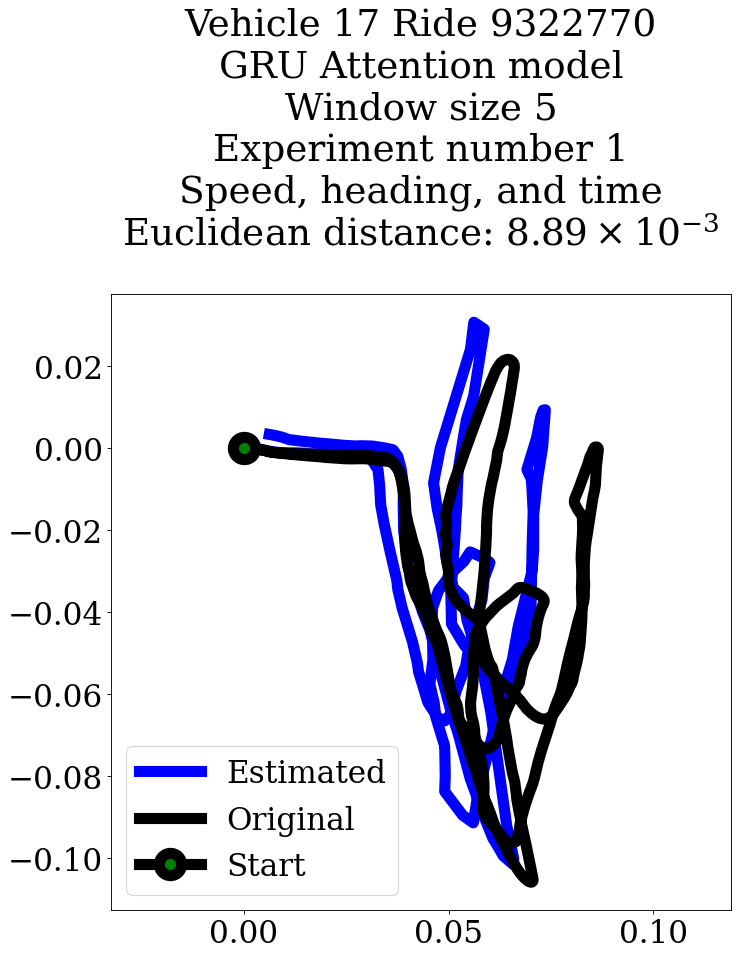 Vehicle 17 Ride 9322770
GRU Attention model
Window size 5
Experiment number 1
Speed, heading, and time
Euclidean distance: 8.89 × 10⁻³
0.02
0.00
−0.02
−0.04
−0.06
−0.08
−0.10
Estimated
Original
Start
0.00
0.05
0.10